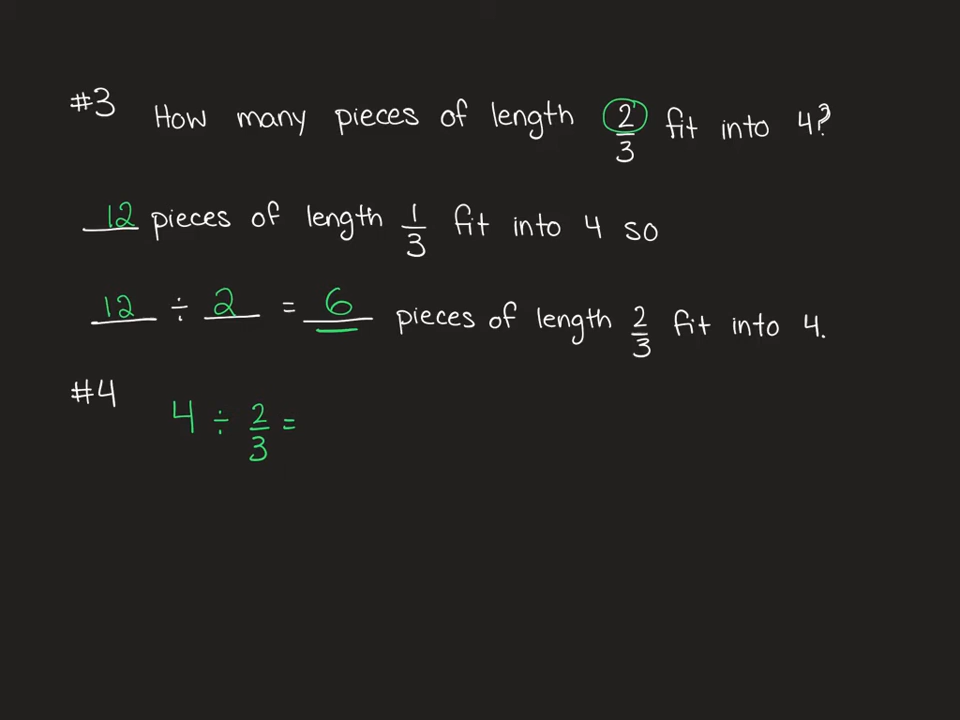 #3 How many pieces of length 2/3 fit into 4?
12 pieces of length 1/3 fit into 4 so
12 ÷ 2 = 6 pieces of length 2/3 fit into 4.
#4 4 ÷ 2/3 =